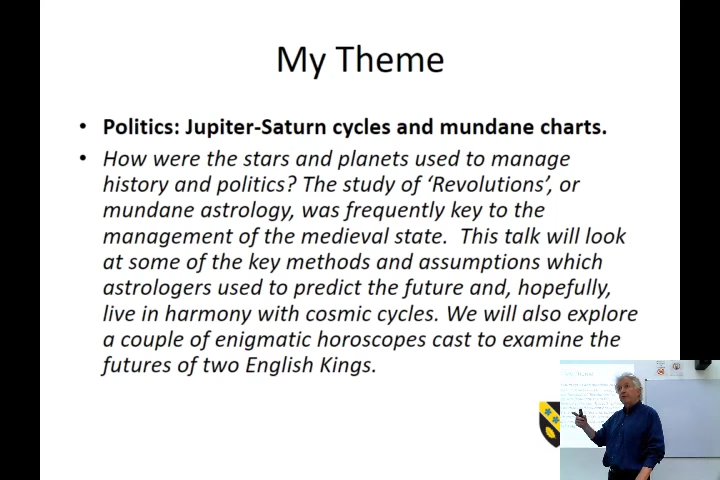 My Theme
• Politics: Jupiter-Saturn cycles and mundane charts.
• How were the stars and planets used to manage
history and politics? The study of ‘Revolutions’, or
mundane astrology, was frequently key to the
management of the medieval state.  This talk will look
at some of the key methods and assumptions which
astrologers used to predict the future and, hopefully,
live in harmony with cosmic cycles. We will also explore
a couple of enigmatic horoscopes cast to examine the
futures of two English Kings.
My Theme